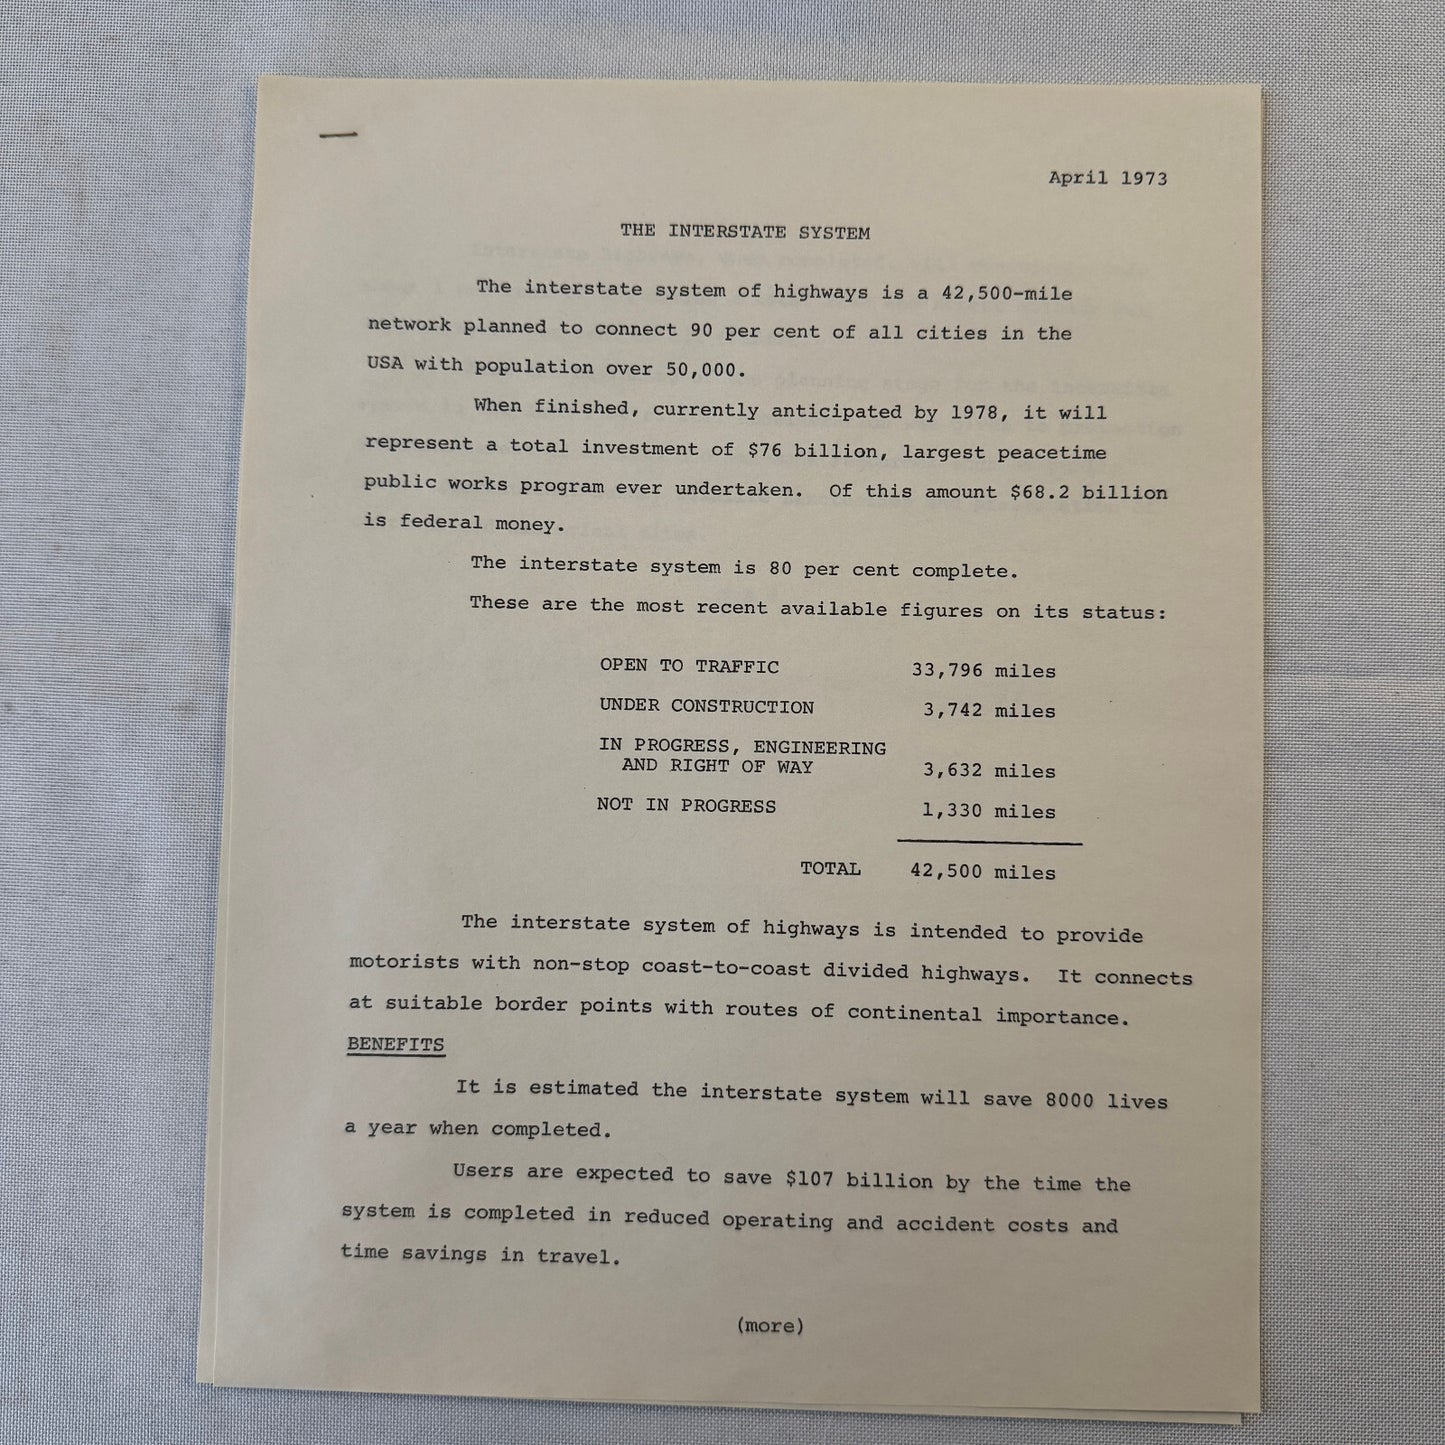 April 1973
THE INTERSTATE SYSTEM
The interstate system of highways is a 42,500-mile
network planned to connect 90 per cent of all cities in the
USA with population over 50,000.
When finished, currently anticipated by 1978, it will
represent a total investment of $76 billion, largest peacetime
public works program ever undertaken.  Of this amount $68.2 billion
is federal money.
The interstate system is 80 per cent complete.
These are the most recent available figures on its status:
OPEN TO TRAFFIC 33,796 miles
UNDER CONSTRUCTION 3,742 miles
IN PROGRESS, ENGINEERING
AND RIGHT OF WAY 3,632 miles
NOT IN PROGRESS 1,330 miles
TOTAL 42,500 miles
The interstate system of highways is intended to provide
motorists with non-stop coast-to-coast divided highways.  It connects
at suitable border points with routes of continental importance.
BENEFITS
It is estimated the interstate system will save 8000 lives
a year when completed.
Users are expected to save $107 billion by the time the
system is completed in reduced operating and accident costs and
time savings in travel.
(more)